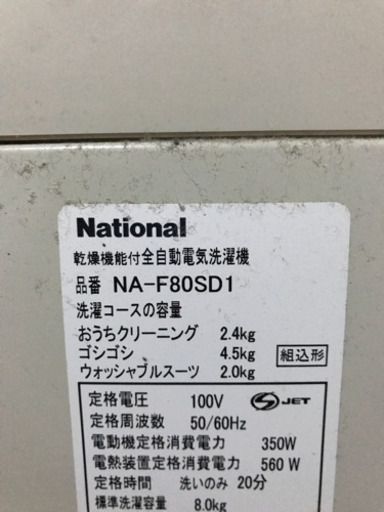 National
乾燥機能付全自動電気洗濯機
品番 NA-F80SD1
洗濯コースの容量
おうちクリーニング 2.4kg
ゴシゴシ 4.5kg 組込形
ウォッシャブルスーツ 2.0kg
定格電圧 100V S JET
定格周波数 50/60Hz
電動機定格消費電力 350W
電熱装置定格消費電力 560 W
定格時間 洗いのみ 20分
標準洗濯容量 8.0kg